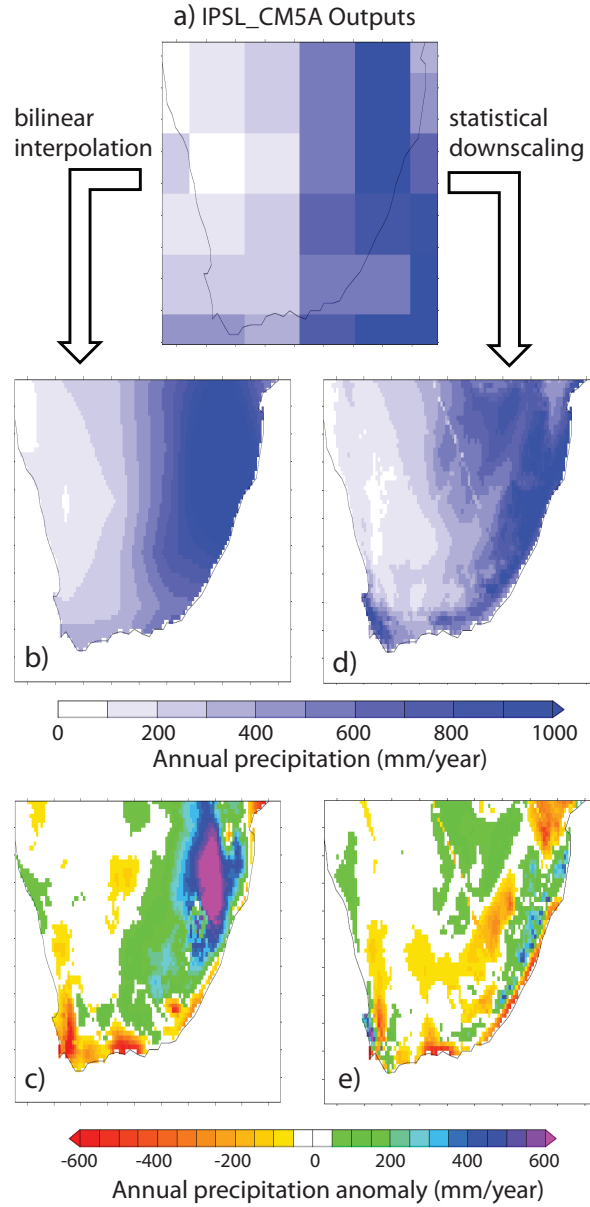 a) IPSL_CM5A Outputs
bilinear
interpolation
statistical
downscaling
b)
d)
0 200 400 600 800 1000
Annual precipitation (mm/year)
c)
e)
-600 -400 -200 0 200 400 600
Annual precipitation anomaly (mm/year)